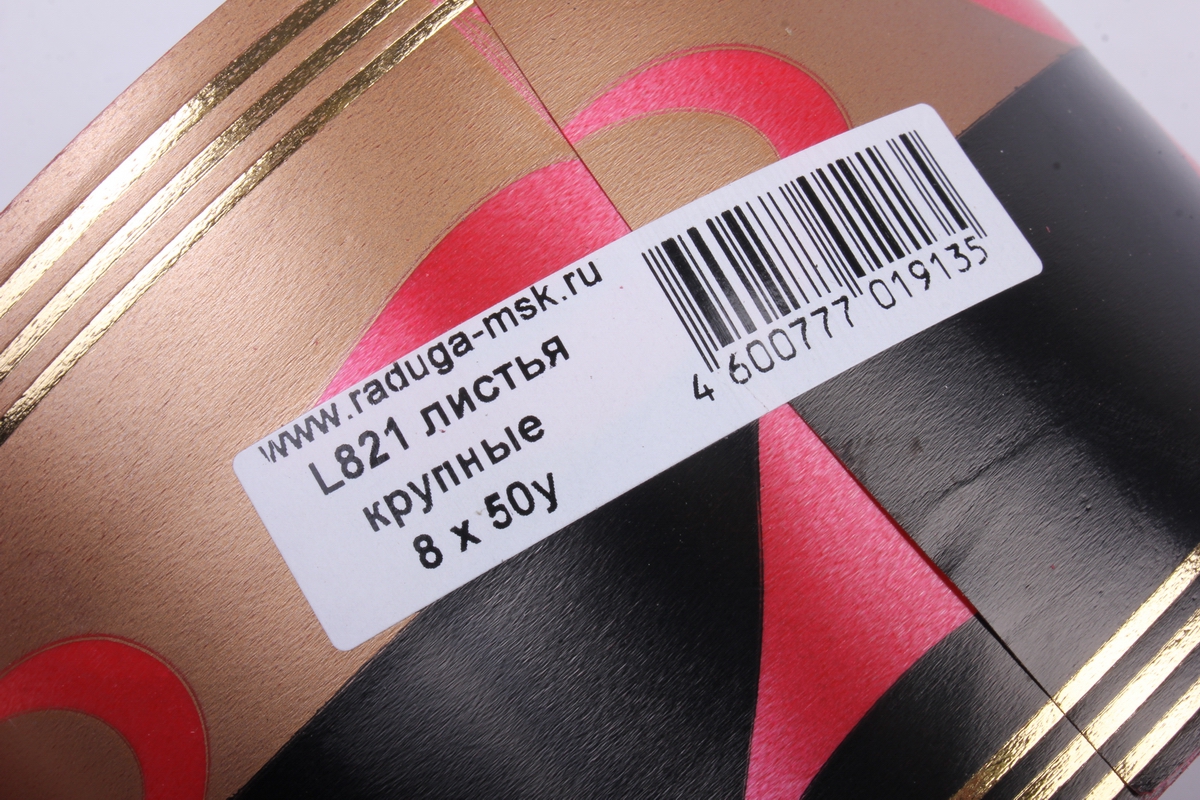 www.raduga-msk.ru
L821 листья
крупные
8 x 50y
4 600777 019135